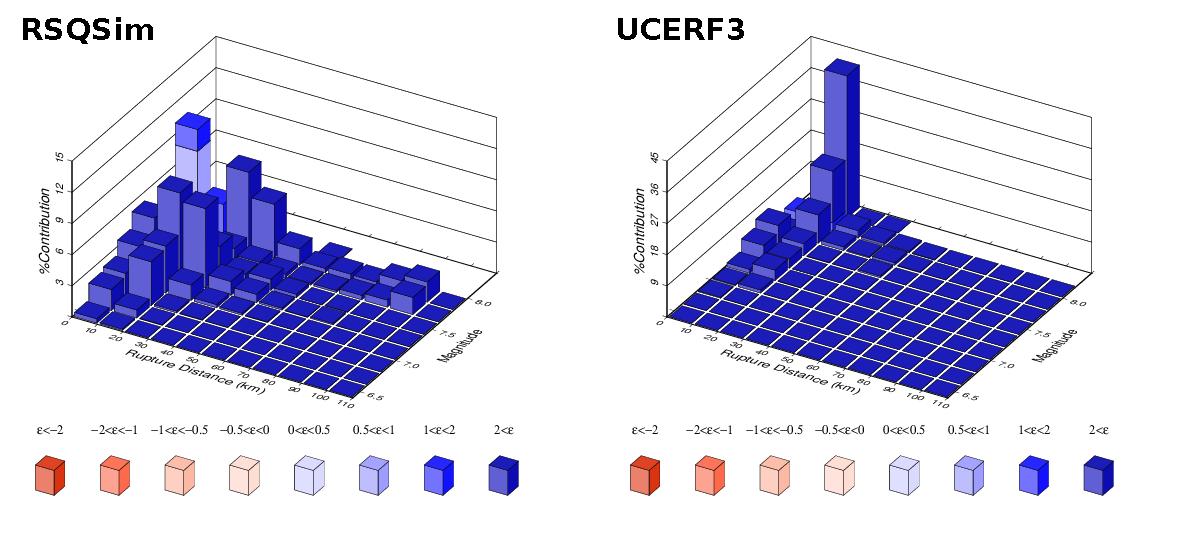 RSQSim
%Contribution
3
6
9
12
15
0
10
20
30
40
50
60
70
80
90
100
110
Rupture Distance (km)
6.5
7.0
7.5
8.0
Magnitude
ε<−2
−2<ε<−1
−1<ε<−0.5
−0.5<ε<0
0<ε<0.5
0.5<ε<1
1<ε<2
2<ε
UCERF3
%Contribution
9
18
27
36
45
0
10
20
30
40
50
60
70
80
90
100
110
Rupture Distance (km)
6.5
7.0
7.5
8.0
Magnitude
ε<−2
−2<ε<−1
−1<ε<−0.5
−0.5<ε<0
0<ε<0.5
0.5<ε<1
1<ε<2
2<ε